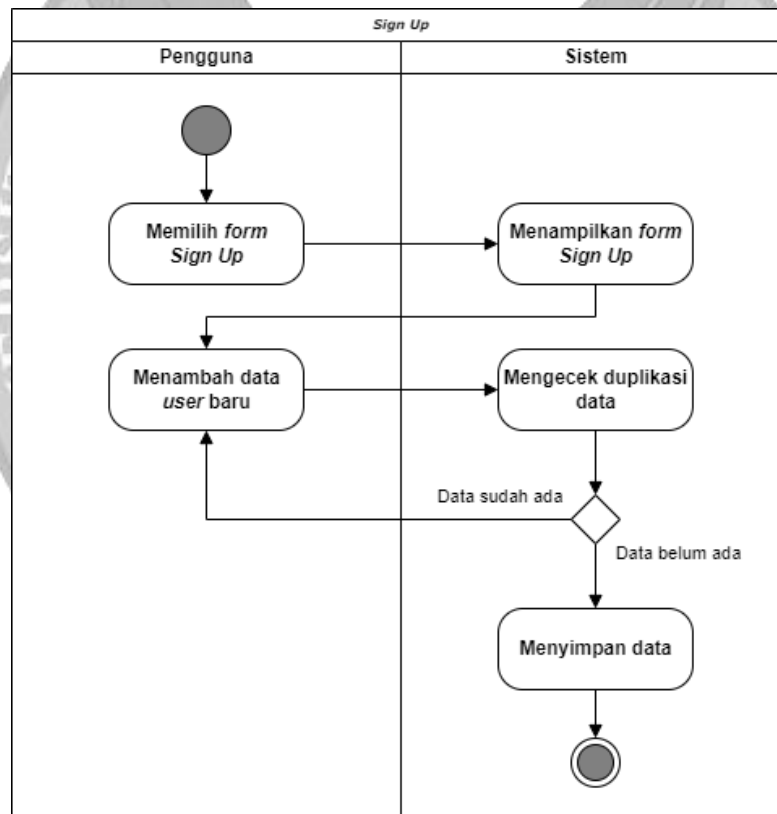 Sign Up
Pengguna
Sistem
Memilih form
Sign Up
Menampilkan form
Sign Up
Menambah data
user baru
Mengecek duplikasi
data
Data sudah ada
Data belum ada
Menyimpan data